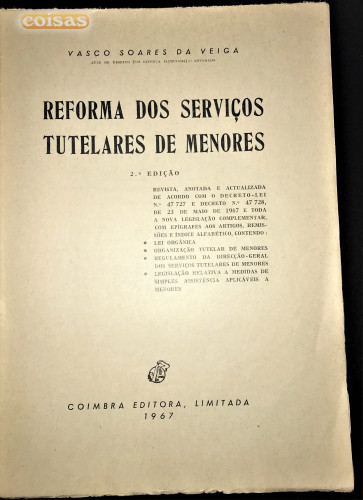 coisas
VASCO SOARES DA VEIGA
REFORMA DOS SERVIÇOS
TUTELARES DE MENORES
2.ª EDIÇÃO
REVISTA, ANOTADA E ACTUALIZADA
DE ACORDO COM O DECRETO-LEI
N.º 47 727 E DECRETO N.º 47 728,
DE 23 DE MAIO DE 1967 E TODA
A NOVA LEGISLAÇÃO COMPLEMENTAR,
COM EPÍGRAFES AOS ARTIGOS, REMIS-
SÕES E ÍNDICE ALFABÉTICO, CONTENDO:
LEI ORGÂNICA
ORGANIZAÇÃO TUTELAR DE MENORES
REGULAMENTO DA DIRECÇÃO-GERAL
DOS SERVIÇOS TUTELARES DE MENORES
LEGISLAÇÃO RELATIVA A MEDIDAS DE
SIMPLES ASSISTÊNCIA APLICÁVEIS A
MENORES
COIMBRA EDITORA, LIMITADA
1967